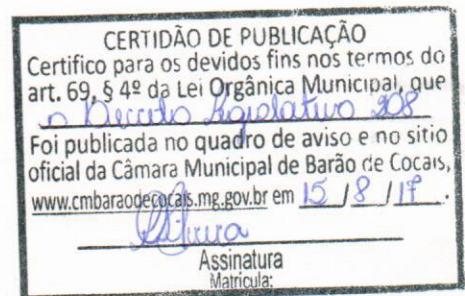 CERTIDÃO DE PUBLICAÇÃO
Certifico para os devidos fins nos termos do
art. 69, § 4º da Lei Orgânica Municipal, que
o Decreto Legislativo 208
Foi publicada no quadro de aviso e no sitio
oficial da Câmara Municipal de Barão de Cocais,
www.cmbaraodecocais.mg.gov.br em 15 / 8 / 17 .
Assinatura
Matrícula: